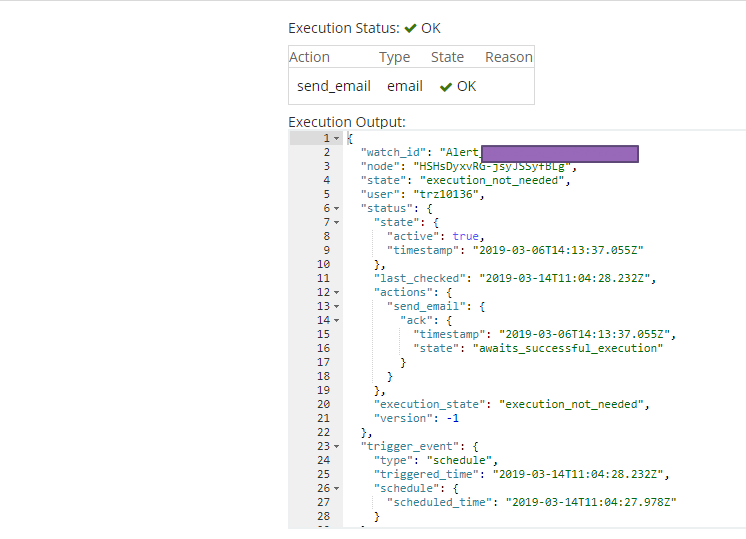 Execution Status: OK
Action Type State Reason
send_email email OK
Execution Output:
1 {
2 "watch_id": "Alert_
3 "node": "HSHsDyxvRG-jsyJSSyfBLg",
4 "state": "execution_not_needed",
5 "user": "trz10136",
6 "status": {
7 "state": {
8 "active": true,
9 "timestamp": "2019-03-06T14:13:37.055Z"
10 },
11 "last_checked": "2019-03-14T11:04:28.232Z",
12 "actions": {
13 "send_email": {
14 "ack": {
15 "timestamp": "2019-03-06T14:13:37.055Z",
16 "state": "awaits_successful_execution"
17 }
18 }
19 },
20 "execution_state": "execution_not_needed",
21 "version": -1
22 },
23 "trigger_event": {
24 "type": "schedule",
25 "triggered_time": "2019-03-14T11:04:28.232Z",
26 "schedule": {
27 "scheduled_time": "2019-03-14T11:04:27.978Z"
28 }